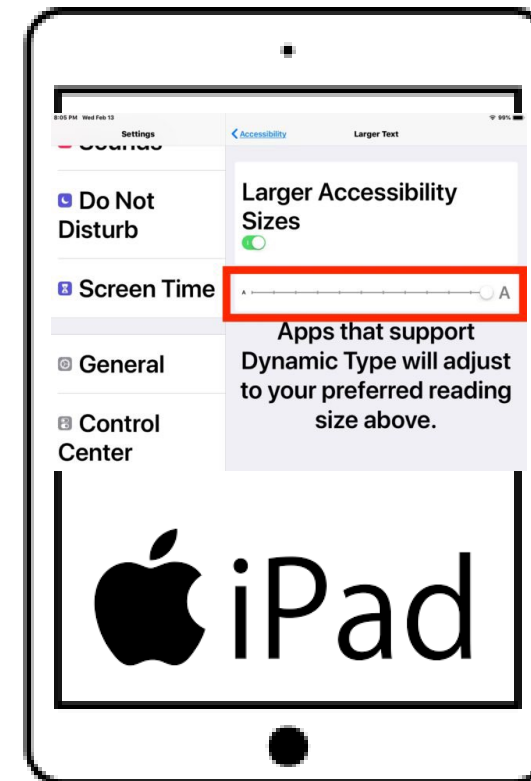 8:05 PM Wed Feb 13
99%
Settings
Accessibility
Larger Text
Sounds
Do Not
Disturb
Screen Time
General
Control
Center
Larger Accessibility
Sizes
A A
Apps that support
Dynamic Type will adjust
to your preferred reading
size above.
iPad